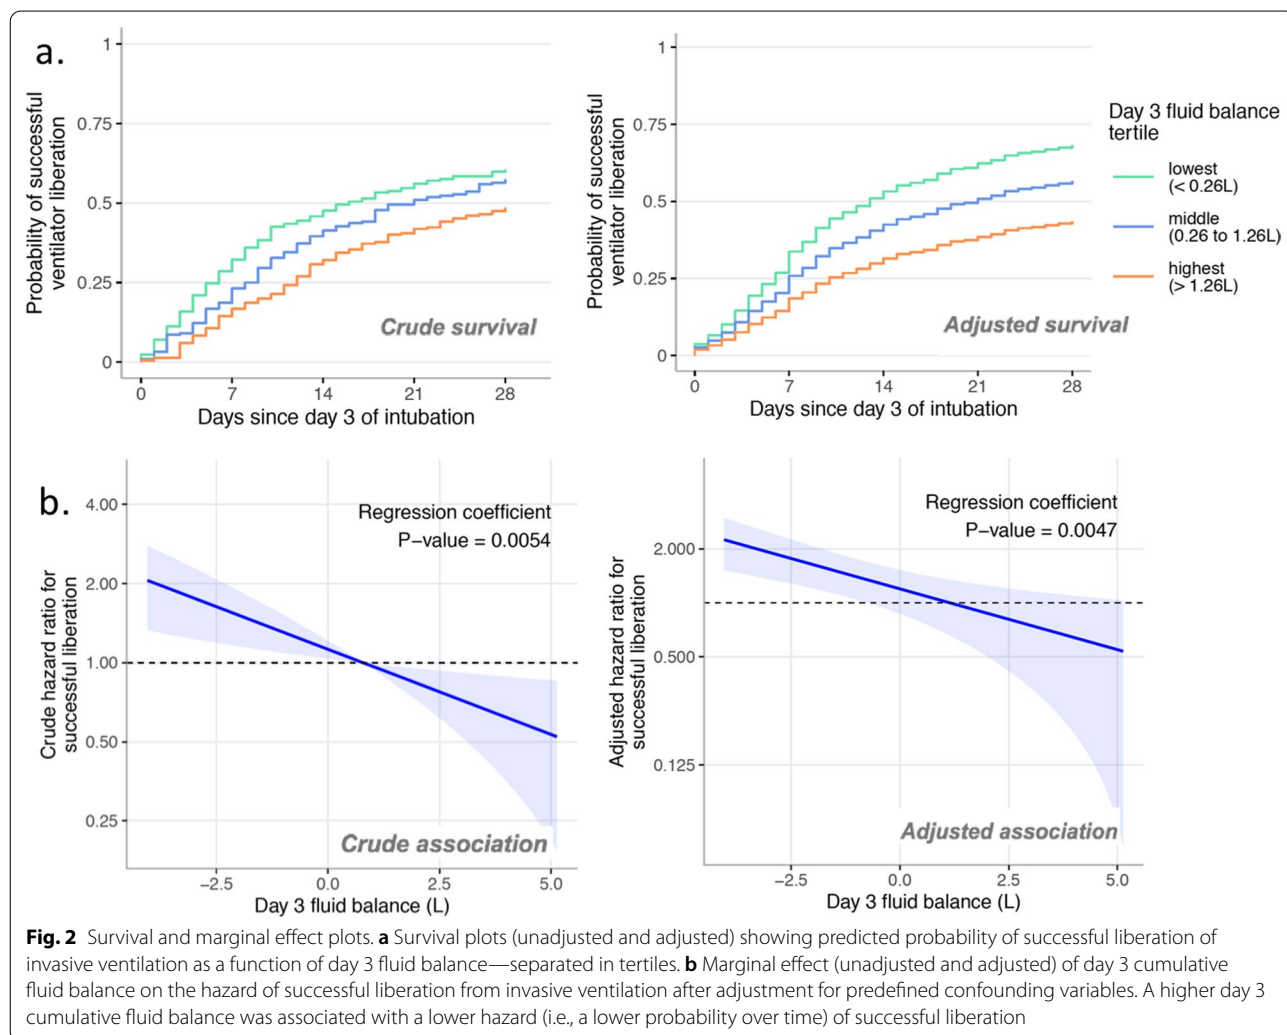 a.
Probability of successful
ventilator liberation
1
0.75
0.5
0.25
0
Crude survival
0
7
14
21
28
Days since day 3 of intubation
Probability of successful
ventilator liberation
1
0.75
0.5
0.25
0
Adjusted survival
0
7
14
21
28
Days since day 3 of intubation
Day 3 fluid balance
tertile
lowest
(< 0.26L)
middle
(0.26 to 1.26L)
highest
(> 1.26L)
b.
Crude hazard ratio for
successful liberation
4.00
2.00
1.00
0.50
0.25
Regression coefficient
P−value = 0.0054
Crude association
−2.5
0.0
2.5
5.0
Day 3 fluid balance (L)
Adjusted hazard ratio for
successful liberation
2.000
0.500
0.125
Regression coefficient
P−value = 0.0047
Adjusted association
−2.5
0.0
2.5
5.0
Day 3 fluid balance (L)
Fig. 2 Survival and marginal effect plots. a Survival plots (unadjusted and adjusted) showing predicted probability of successful liberation of
invasive ventilation as a function of day 3 fluid balance—separated in tertiles. b Marginal effect (unadjusted and adjusted) of day 3 cumulative
fluid balance on the hazard of successful liberation from invasive ventilation after adjustment for predefined confounding variables. A higher day 3
cumulative fluid balance was associated with a lower hazard (i.e., a lower probability over time) of successful liberation